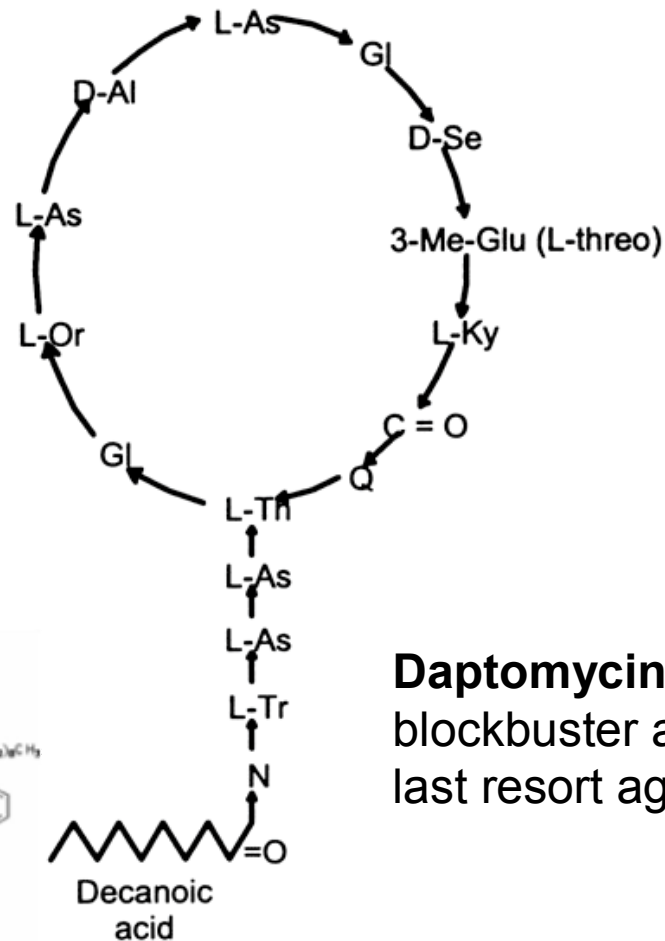 L-As
Gl
D-Al
D-Se
L-As
3-Me-Glu (L-threo)
L-Or
L-Ky
C = O
Gl
Q
L-Th
L-As
L-As
L-Tr
N
=O
Decanoic
acid
Daptomycin
blockbuster a
last resort ag